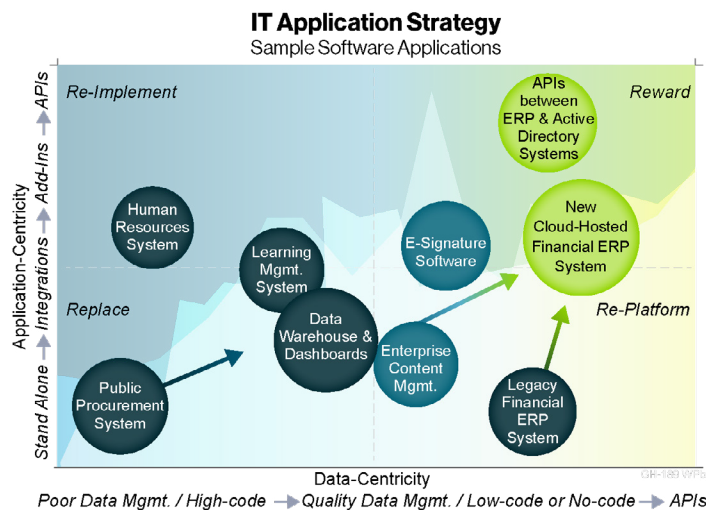 IT Application Strategy
Sample Software Applications
Re-Implement
Reward
APIs
between
ERP & Active
Directory
Systems
Human
Resources
System
New
Cloud-Hosted
Financial ERP
System
E-Signature
Software
Learning
Mgmt.
System
Replace
Re-Platform
Data
Warehouse &
Dashboards
Enterprise
Content
Mgmt.
Public
Procurement
System
Legacy
Financial
ERP
System
Application-Centricity
Stand Alone → Integrations → Add-Ins → APIs
Data-Centricity
Poor Data Mgmt. / High-code → Quality Data Mgmt. / Low-code or No-code → APIs